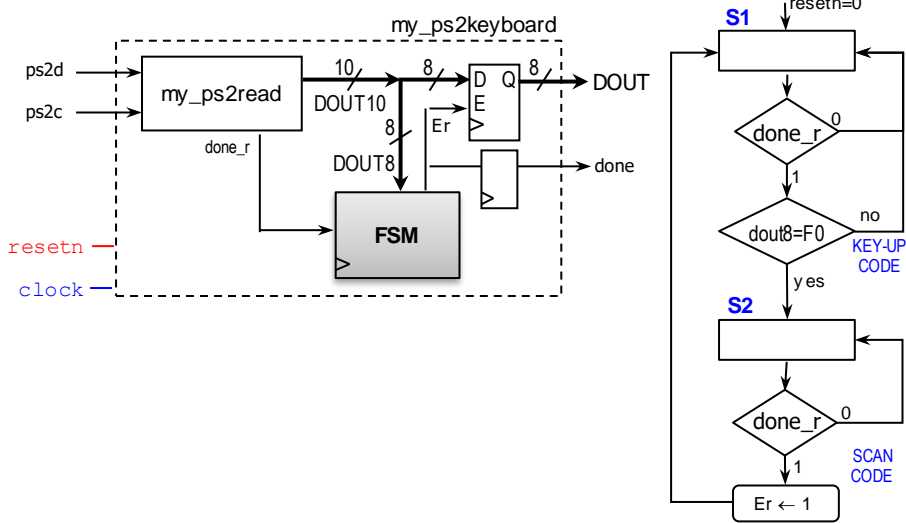 my_ps2keyboard
ps2d
ps2c
my_ps2read
10
DOUT10
8
8
DOUT8
D Q
E
Er
8
DOUT
done_r
done
FSM
resetn
clock
resetn=0
S1
done_r
0
1
dout8=F0
no
KEY-UP
CODE
yes
S2
done_r
0
1
SCAN
CODE
Er ← 1